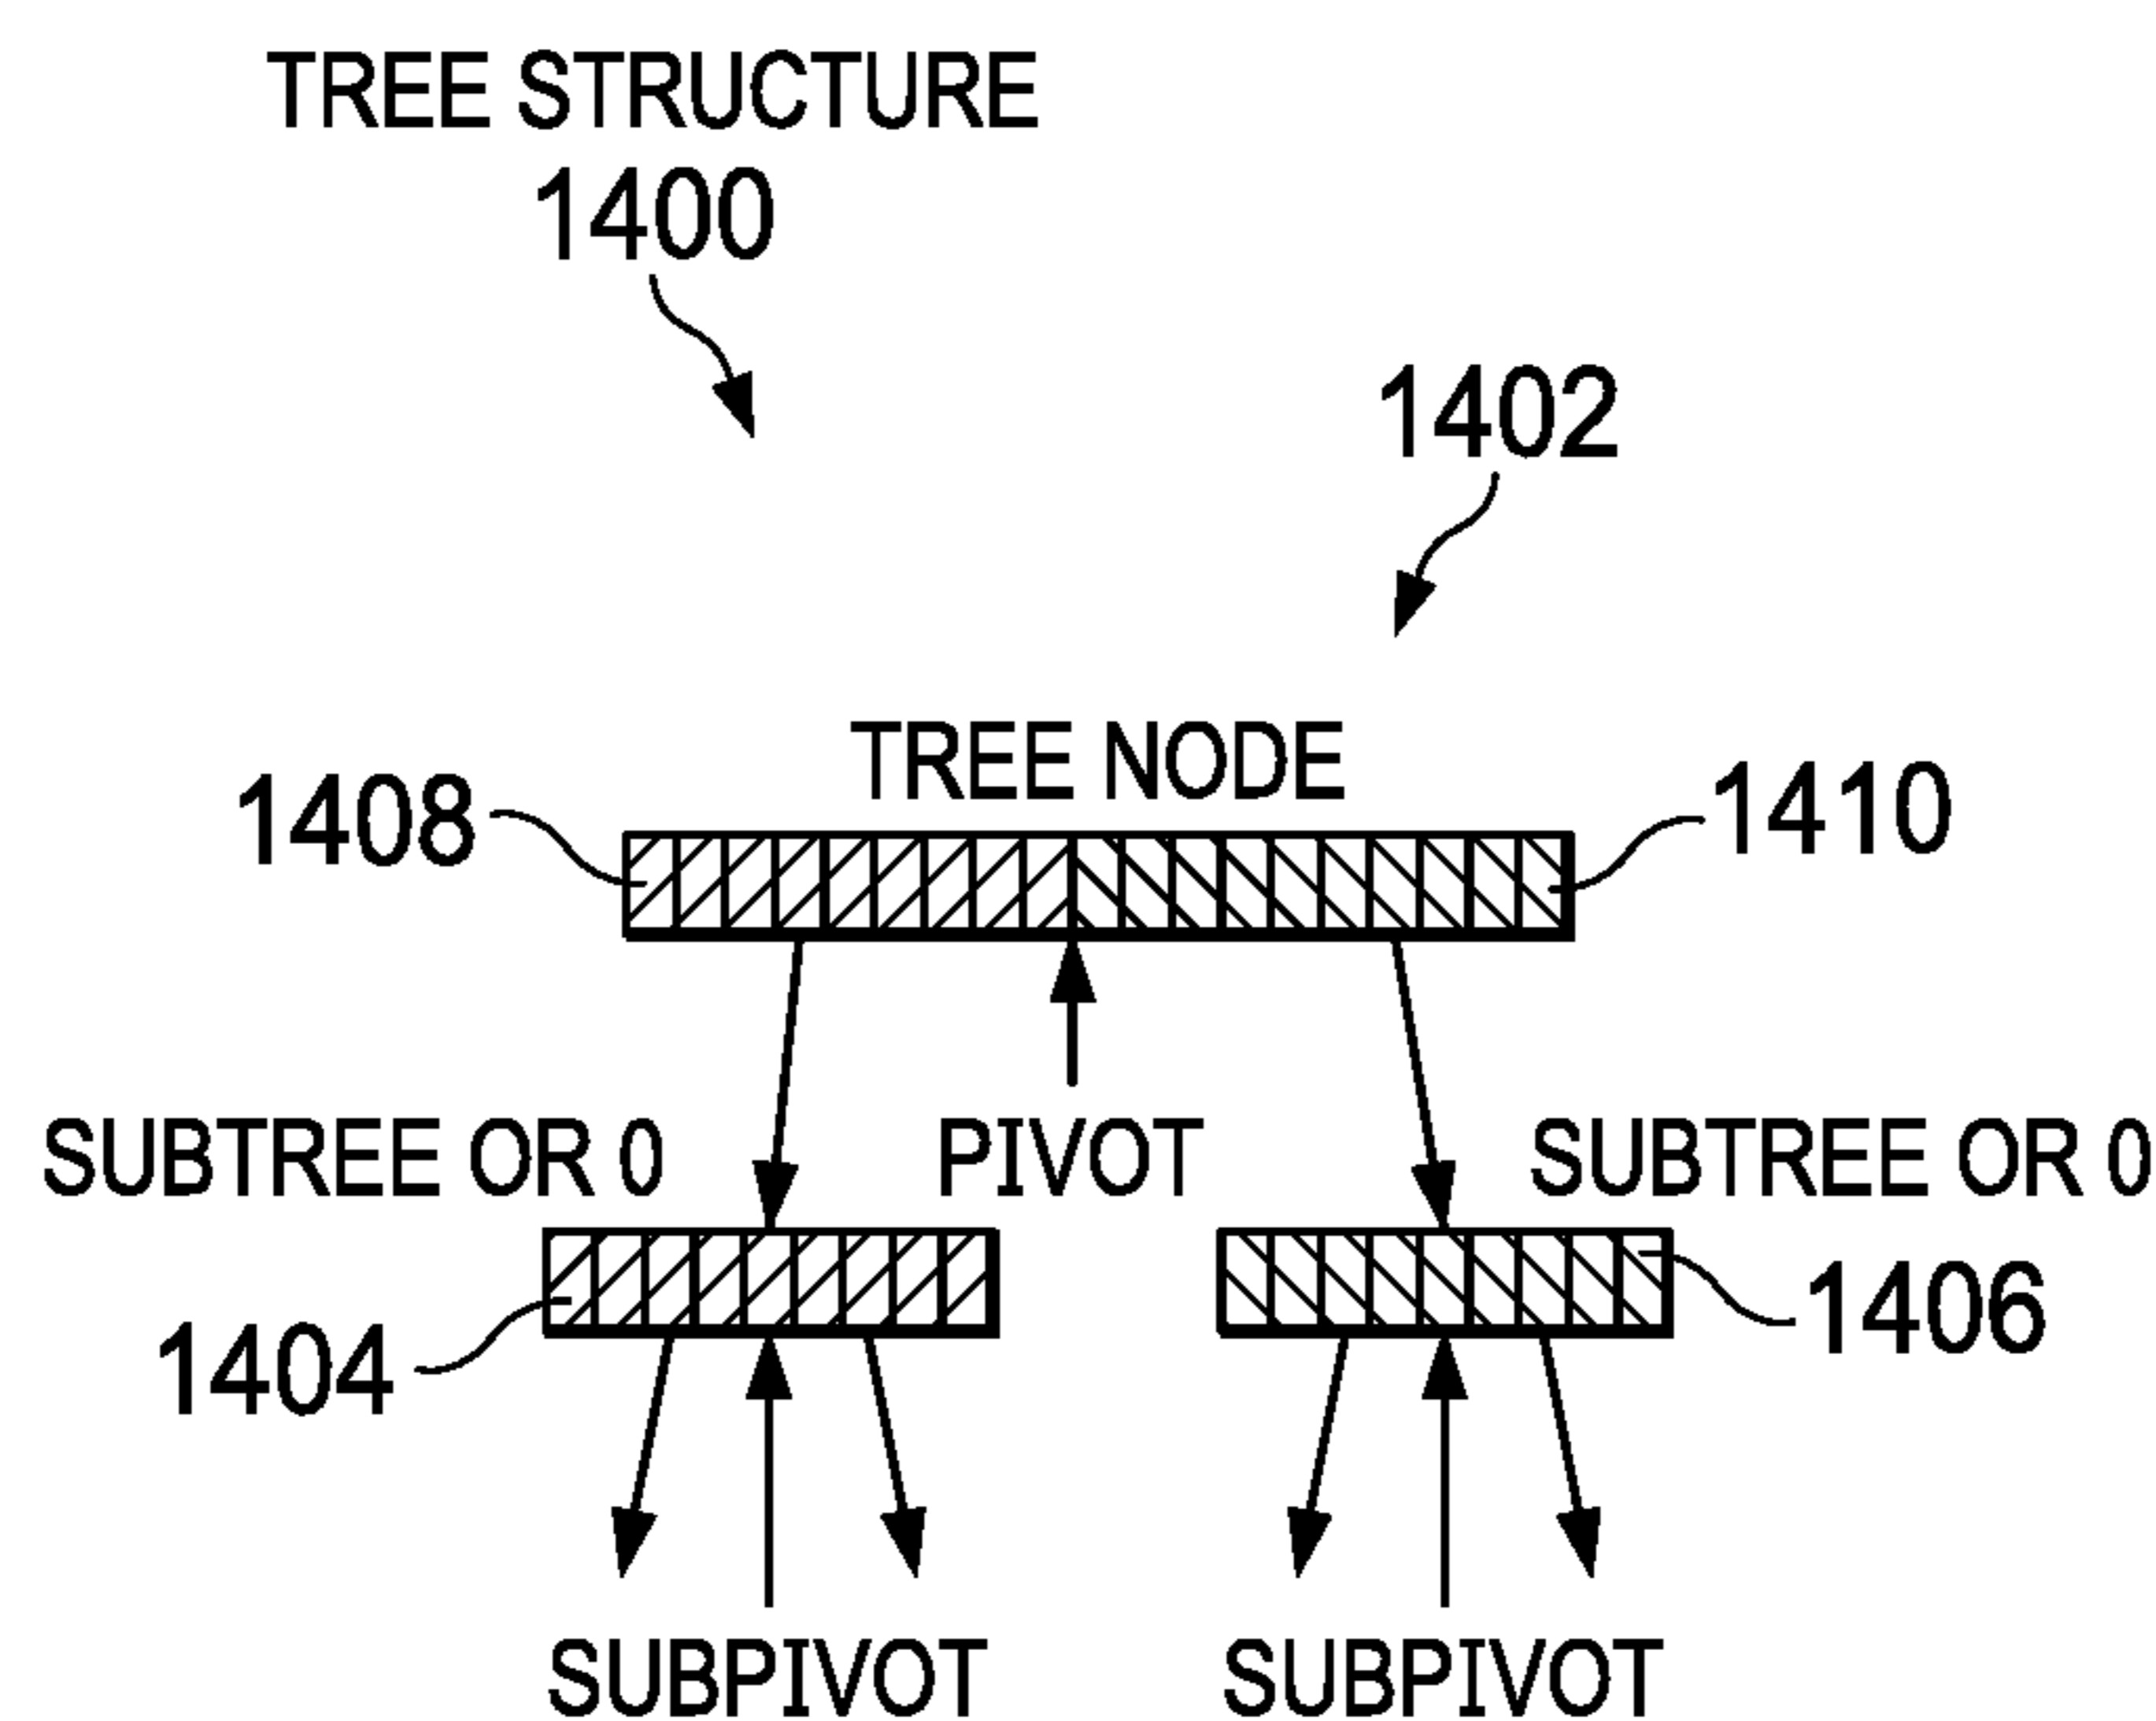 TREE STRUCTURE
1400
1402
TREE NODE
1408
1410
SUBTREE OR 0
PIVOT
SUBTREE OR 0
1404
1406
SUBPIVOT
SUBPIVOT